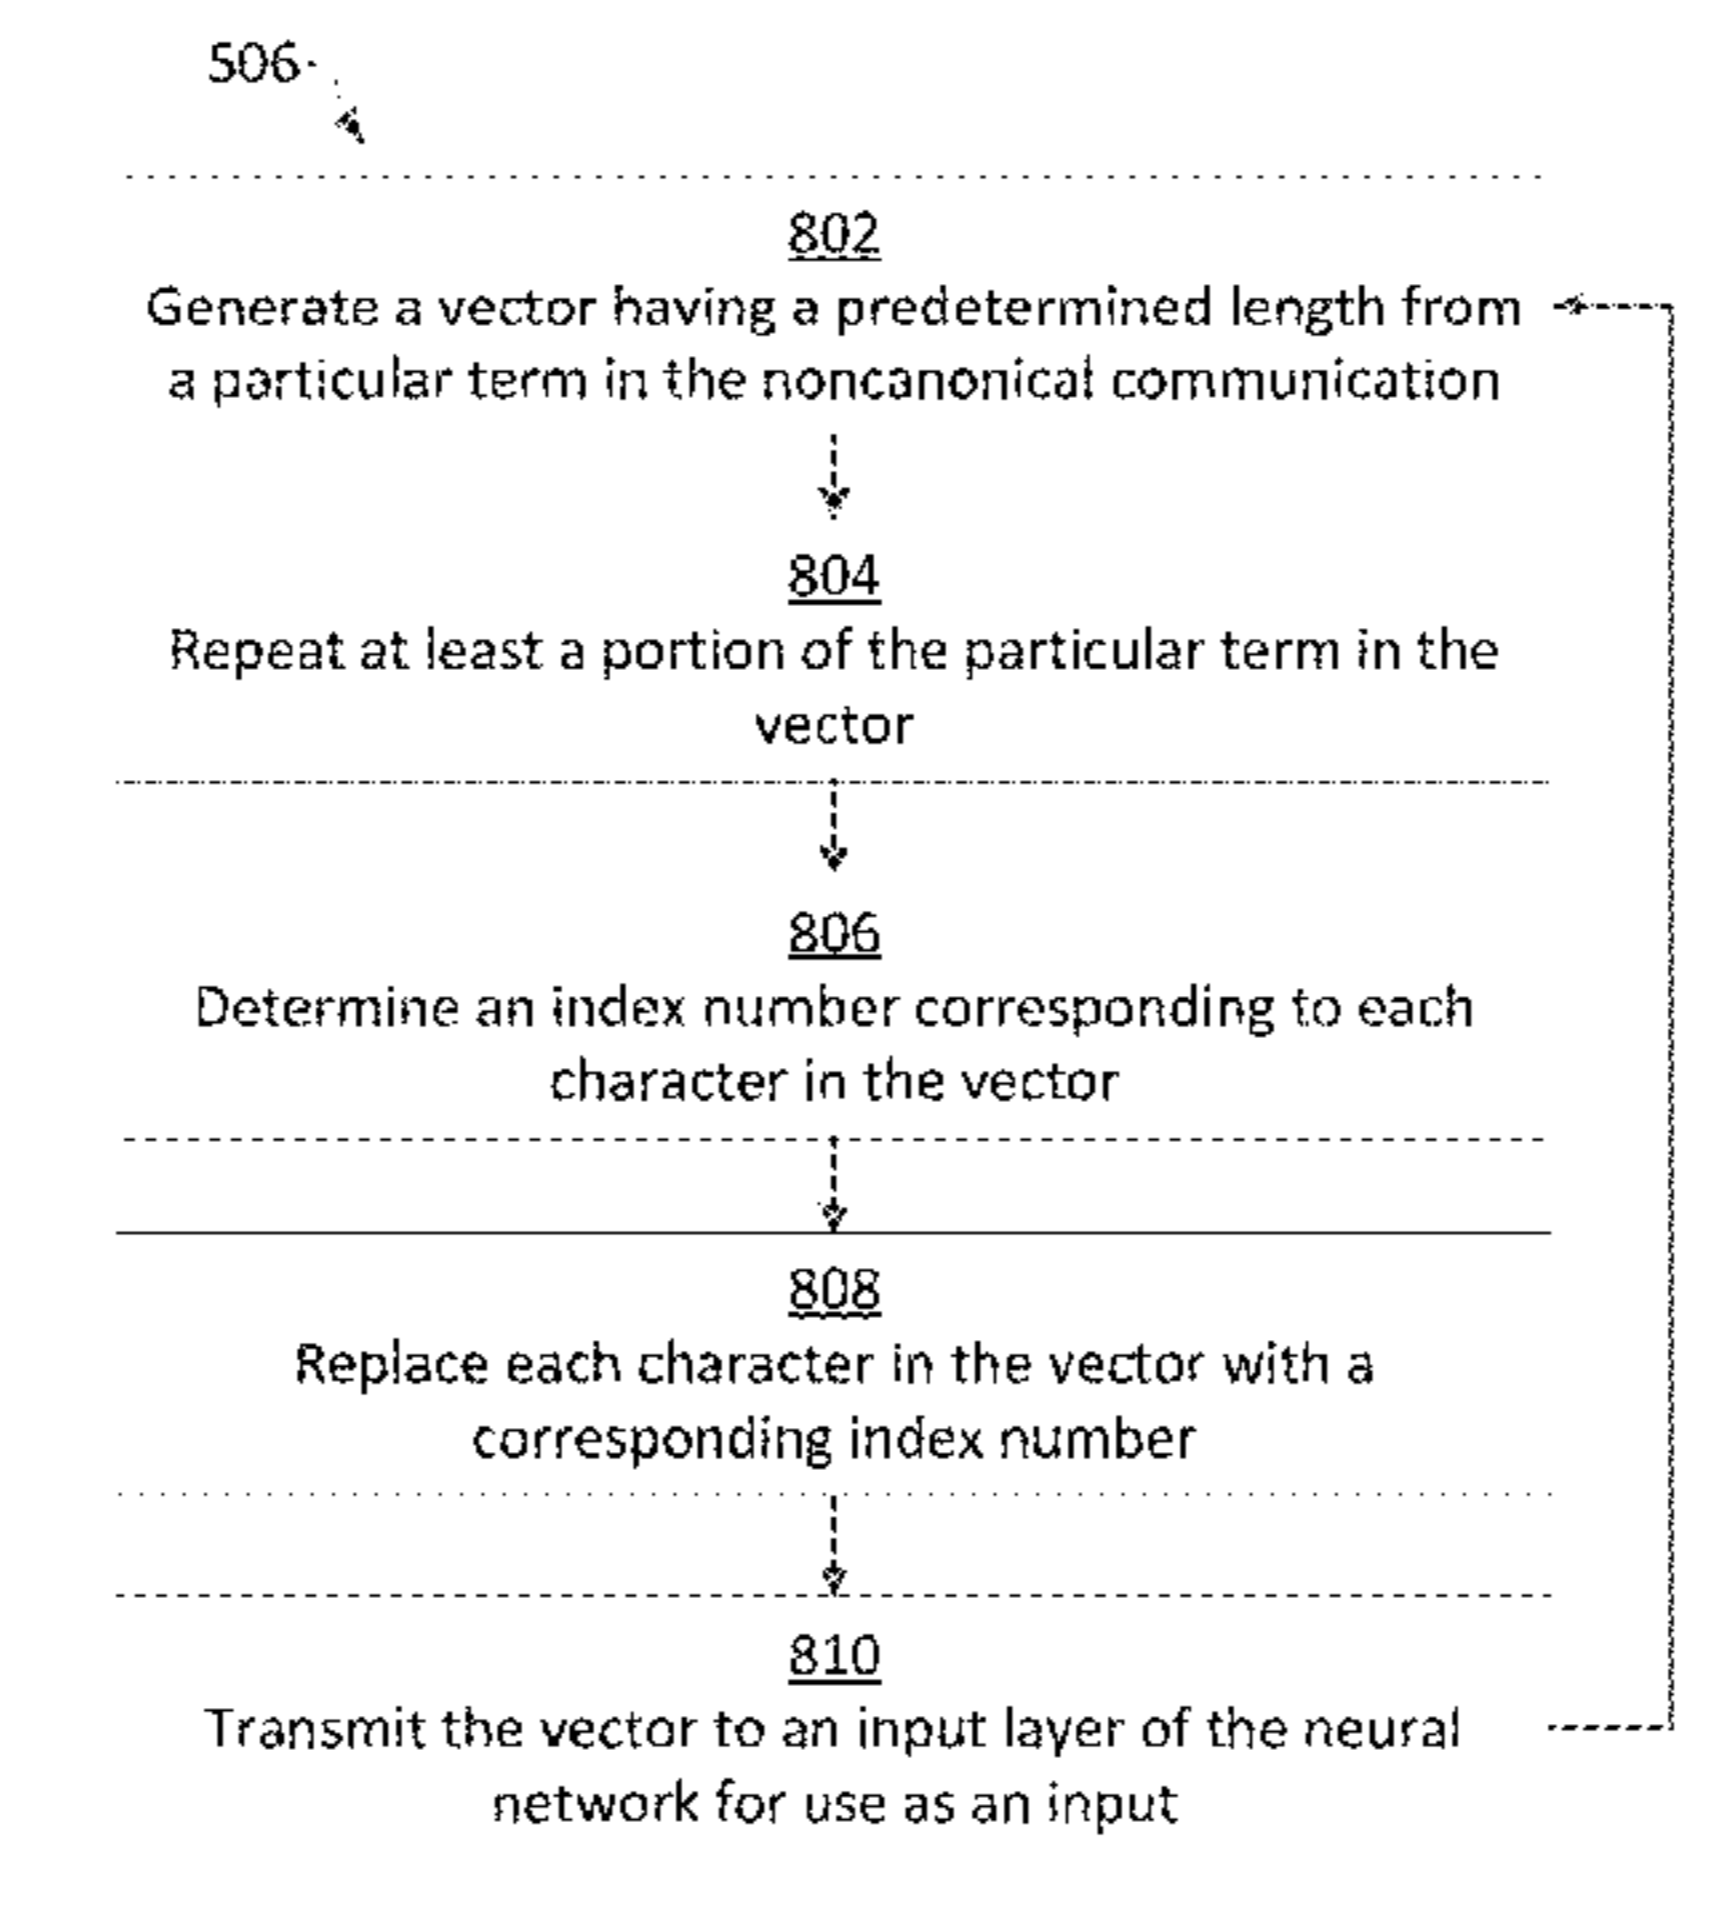 506
802
Generate a vector having a predetermined length from
a particular term in the noncanonical communication
804
Repeat at least a portion of the particular term in the
vector
806
Determine an index number corresponding to each
character in the vector
808
Replace each character in the vector with a
corresponding index number
810
Transmit the vector to an input layer of the neural
network for use as an input